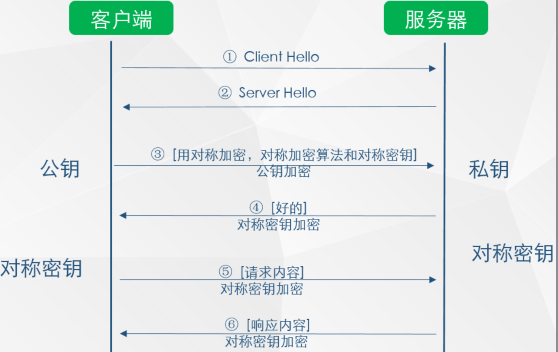 客户端
服务器
① Client Hello
② Server Hello
③ [用对称加密，对称加密算法和对称密钥]
公钥加密
公钥
私钥
④ [好的]
对称密钥加密
对称密钥
对称密钥
⑤ [请求内容]
对称密钥加密
⑥ [响应内容]
对称密钥加密